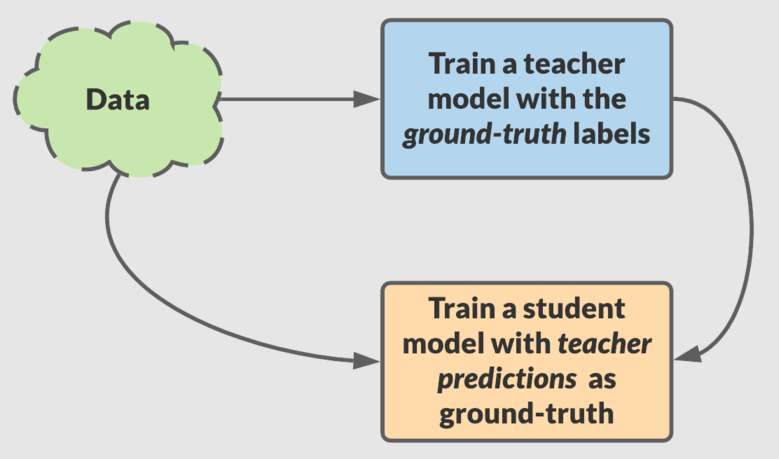 Data
Train a teacher
model with the
ground-truth labels
Train a student
model with teacher
predictions as
ground-truth